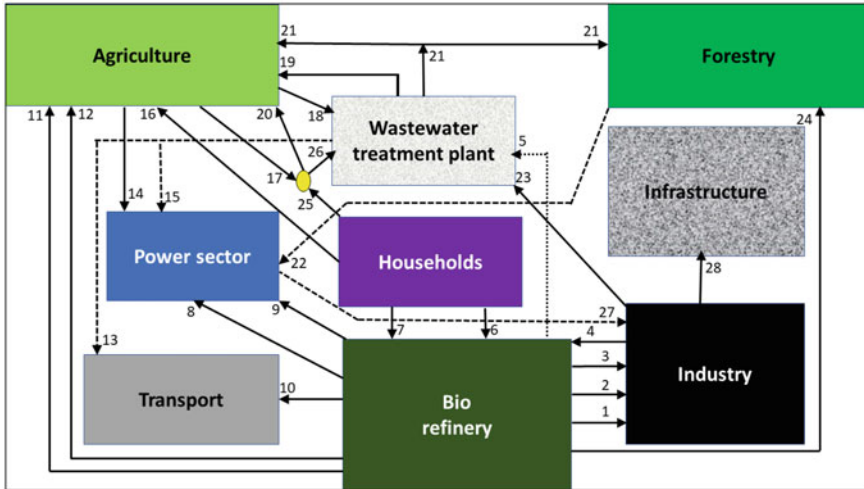 21
21
Agriculture
Forestry
19
21
11
12
16
20
18
24
Wastewater
treatment plant
5
26
17
23
Infrastructure
14
15
25
Power sector
22
Households
28
8
9
27
7
6
4
13
3
Transport
10
Bio
refinery
2
Industry
1